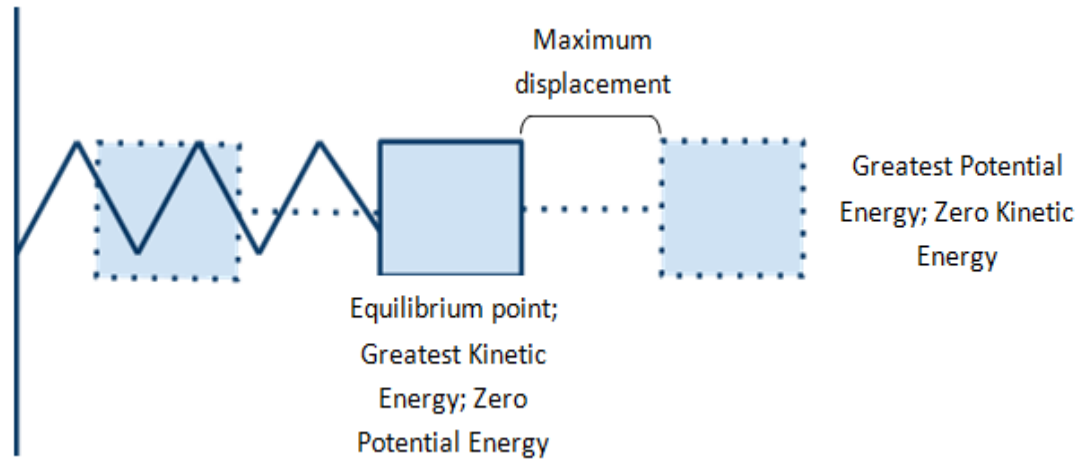 Maximum
displacement
Greatest Potential
Energy; Zero Kinetic
Energy
Equilibrium point;
Greatest Kinetic
Energy; Zero
Potential Energy